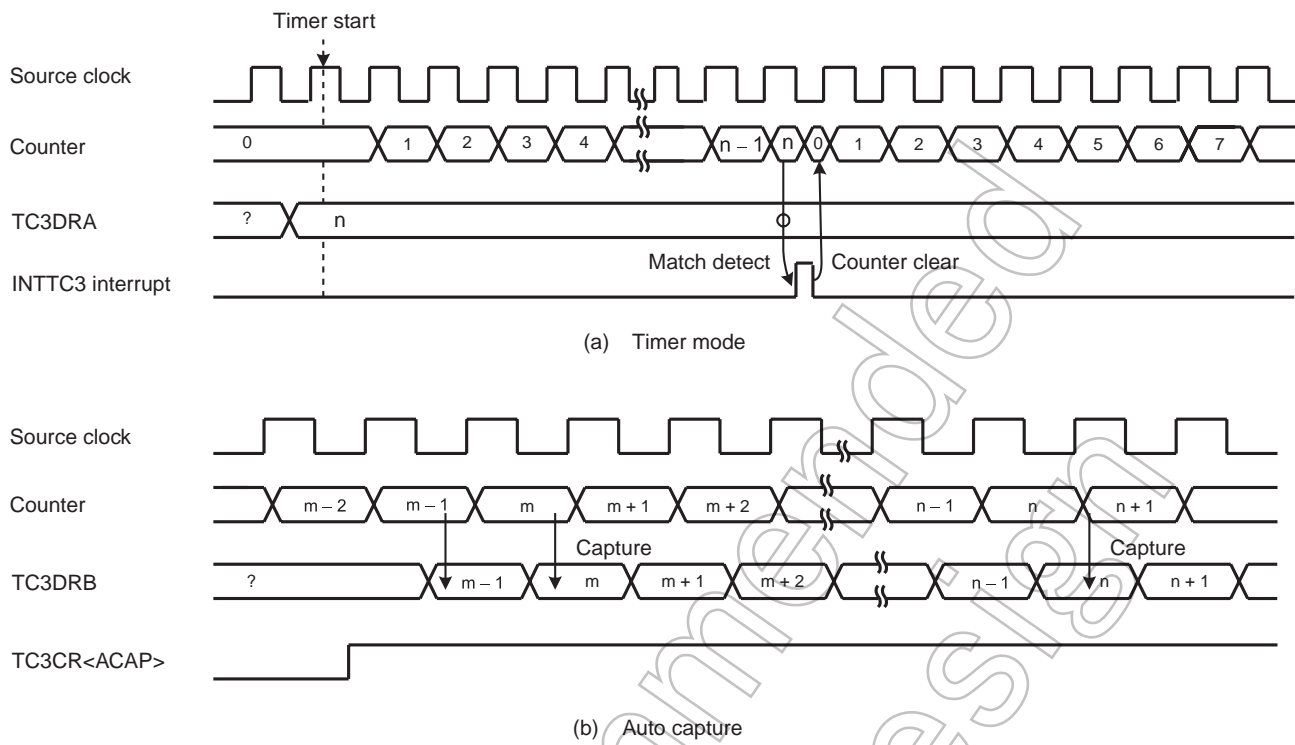 Timer start
Source clock
Counter 0 1 2 3 4 n – 1 n 0 1 2 3 4 5 6 7
TC3DRA ? n
Match detect Counter clear
INTTC3 interrupt
(a) Timer mode
Source clock
Counter m – 2 m – 1 m m + 1 m + 2 n – 1 n n + 1
Capture Capture
TC3DRB ? m – 1 m m + 1 m + 2 n – 1 n n + 1
TC3CR<ACAP>
(b) Auto capture